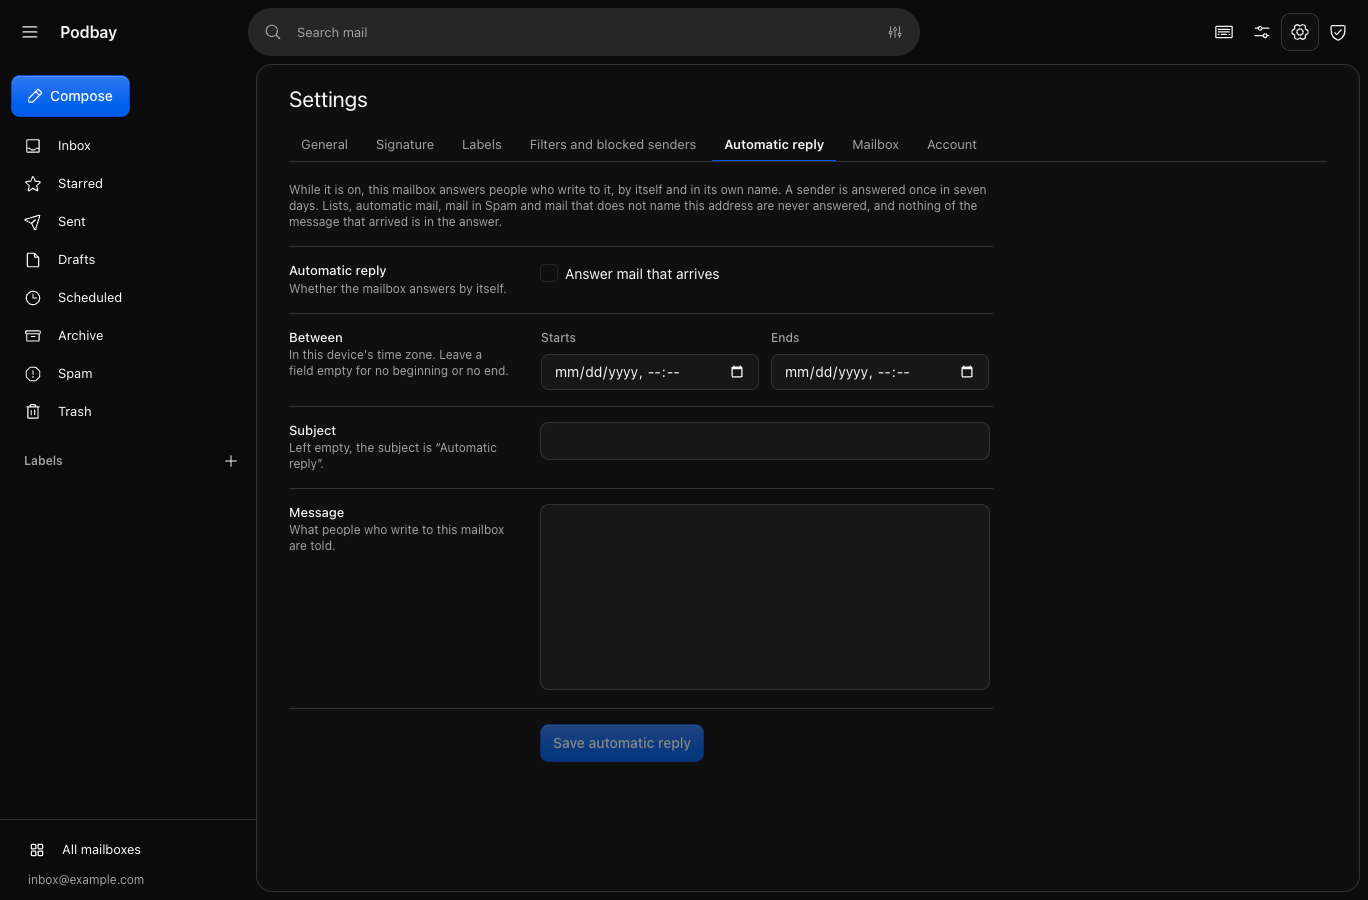 Podbay
Search mail
Compose
Inbox
Starred
Sent
Drafts
Scheduled
Archive
Spam
Trash
Labels
All mailboxes
inbox@example.com
Settings
General
Signature
Labels
Filters and blocked senders
Automatic reply
Mailbox
Account
While it is on, this mailbox answers people who write to it, by itself and in its own name. A sender is answered once in seven
days. Lists, automatic mail, mail in Spam and mail that does not name this address are never answered, and nothing of the
message that arrived is in the answer.
Automatic reply
Whether the mailbox answers by itself.
Answer mail that arrives
Between
In this device's time zone. Leave a
field empty for no beginning or no end.
Starts
mm/dd/yyyy, --:--
Ends
mm/dd/yyyy, --:--
Subject
Left empty, the subject is “Automatic
reply”.
Message
What people who write to this mailbox
are told.
Save automatic reply